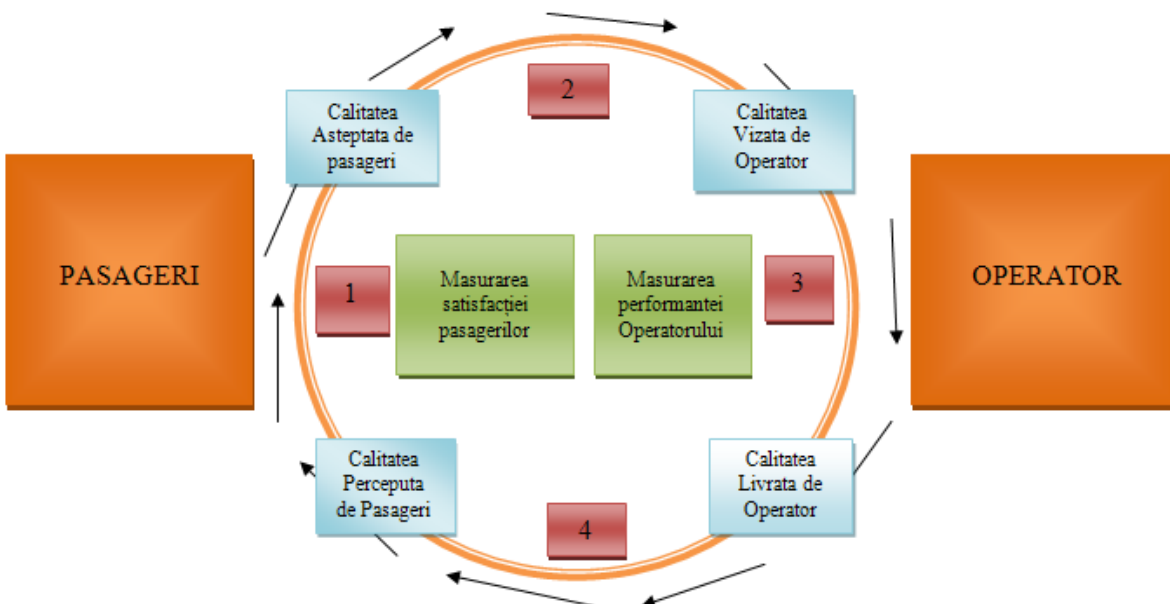 2
Calitatea
Asteptata de
pasageri
Calitatea
Vizata de
Operator
PASAGERI
1
Masurarea
satisfacției
pasagerilor
Masurarea
performantei
Operatorului
3
OPERATOR
Calitatea
Perceputa
de Pasageri
Calitatea
Livrata de
Operator
4